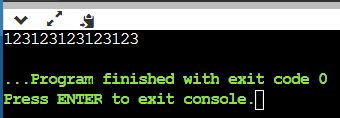 123123123123123
...Program finished with exit code 0
Press ENTER to exit console.